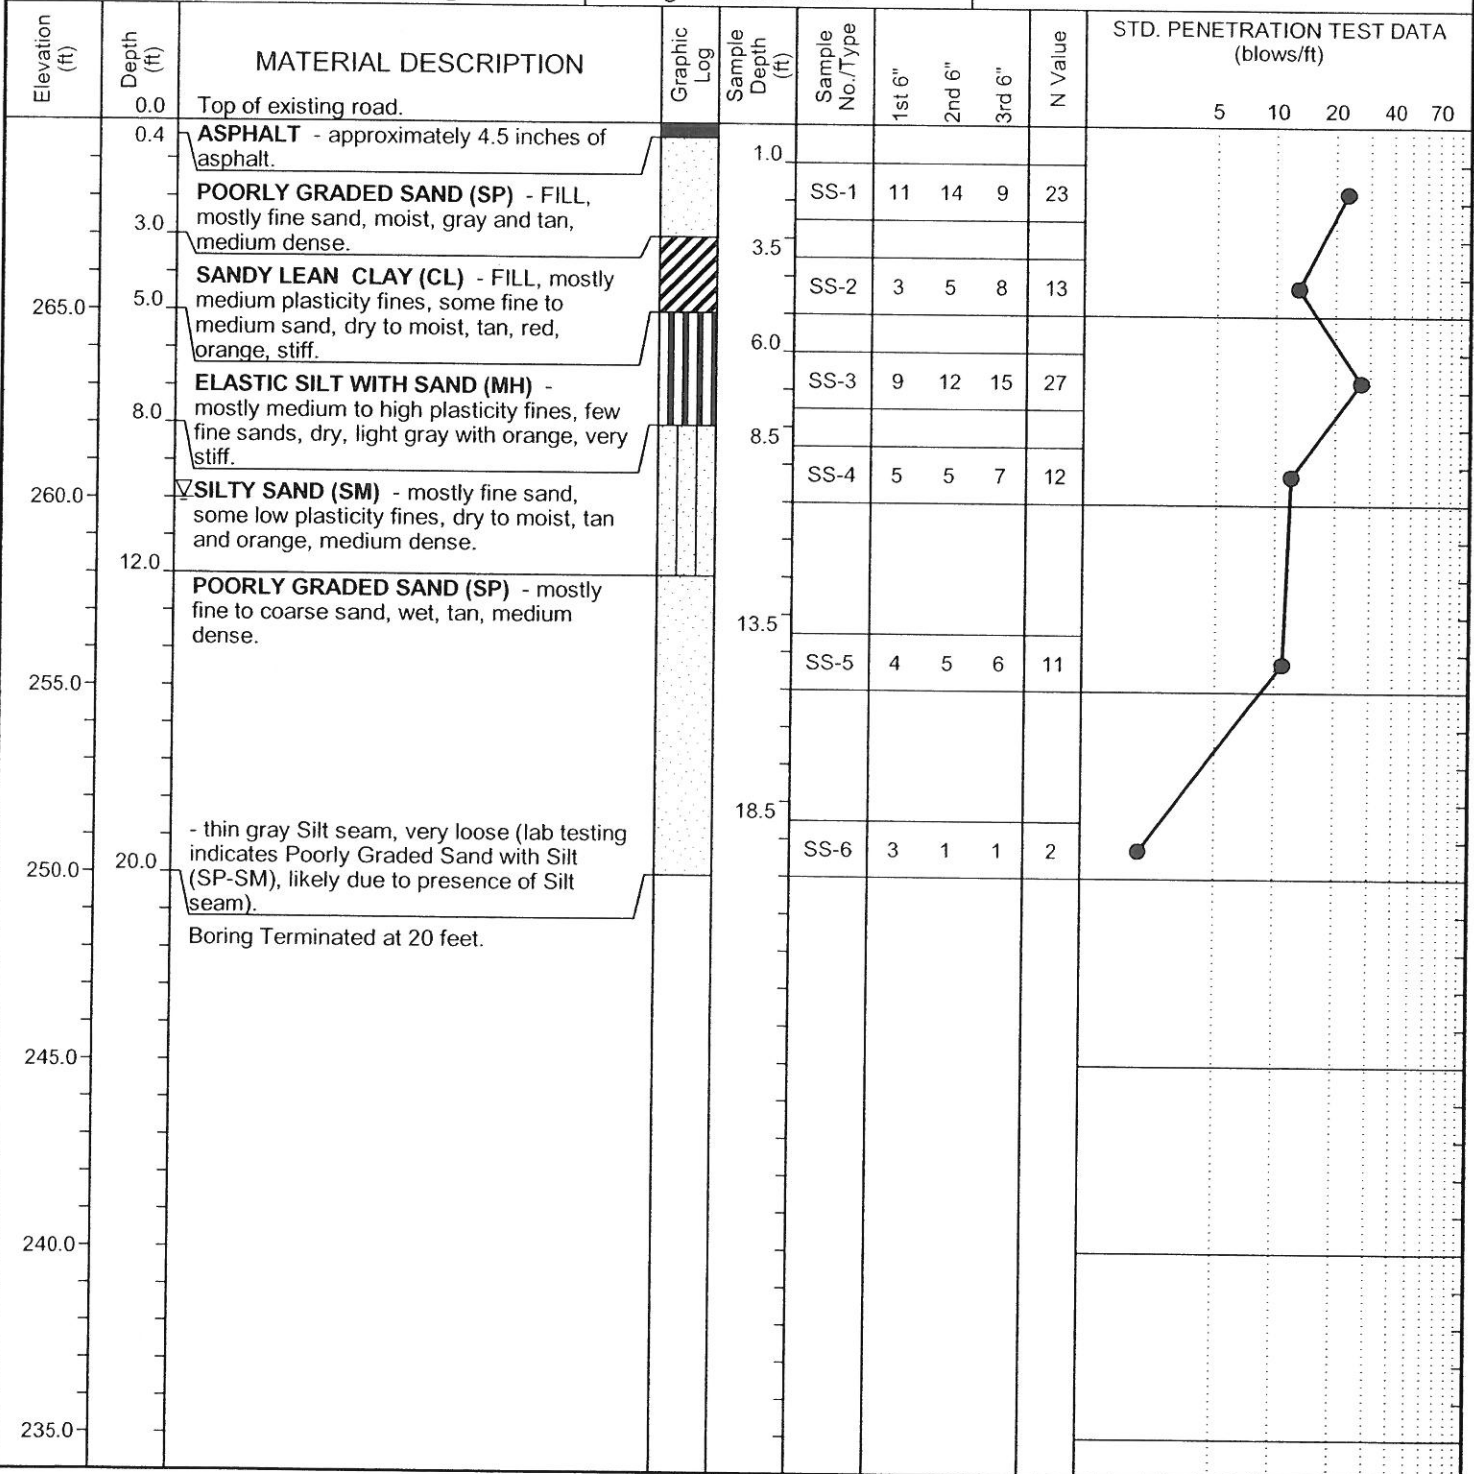 Elevation (ft)
Depth (ft)
MATERIAL DESCRIPTION
Graphic Log
Sample Depth (ft)
Sample No./Type
1st 6"
2nd 6"
3rd 6"
N Value
STD. PENETRATION TEST DATA
(blows/ft)
5 10 20 40 70
0.0 Top of existing road.
0.4 ASPHALT - approximately 4.5 inches of
asphalt.
1.0
POORLY GRADED SAND (SP) - FILL,
mostly fine sand, moist, gray and tan,
medium dense.
SS-1 11 14 9 23
3.0
3.5
SANDY LEAN CLAY (CL) - FILL, mostly
medium plasticity fines, some fine to
medium sand, dry to moist, tan, red,
orange, stiff.
SS-2 3 5 8 13
265.0
5.0
6.0
ELASTIC SILT WITH SAND (MH) -
mostly medium to high plasticity fines, few
fine sands, dry, light gray with orange, very
stiff.
SS-3 9 12 15 27
8.0
8.5
SS-4 5 5 7 12
260.0
SILTY SAND (SM) - mostly fine sand,
some low plasticity fines, dry to moist, tan
and orange, medium dense.
12.0
POORLY GRADED SAND (SP) - mostly
fine to coarse sand, wet, tan, medium
dense.
13.5
SS-5 4 5 6 11
255.0
18.5
- thin gray Silt seam, very loose (lab testing
indicates Poorly Graded Sand with Silt
(SP-SM), likely due to presence of Silt
seam).
SS-6 3 1 1 2
250.0
20.0
Boring Terminated at 20 feet.
245.0
240.0
235.0